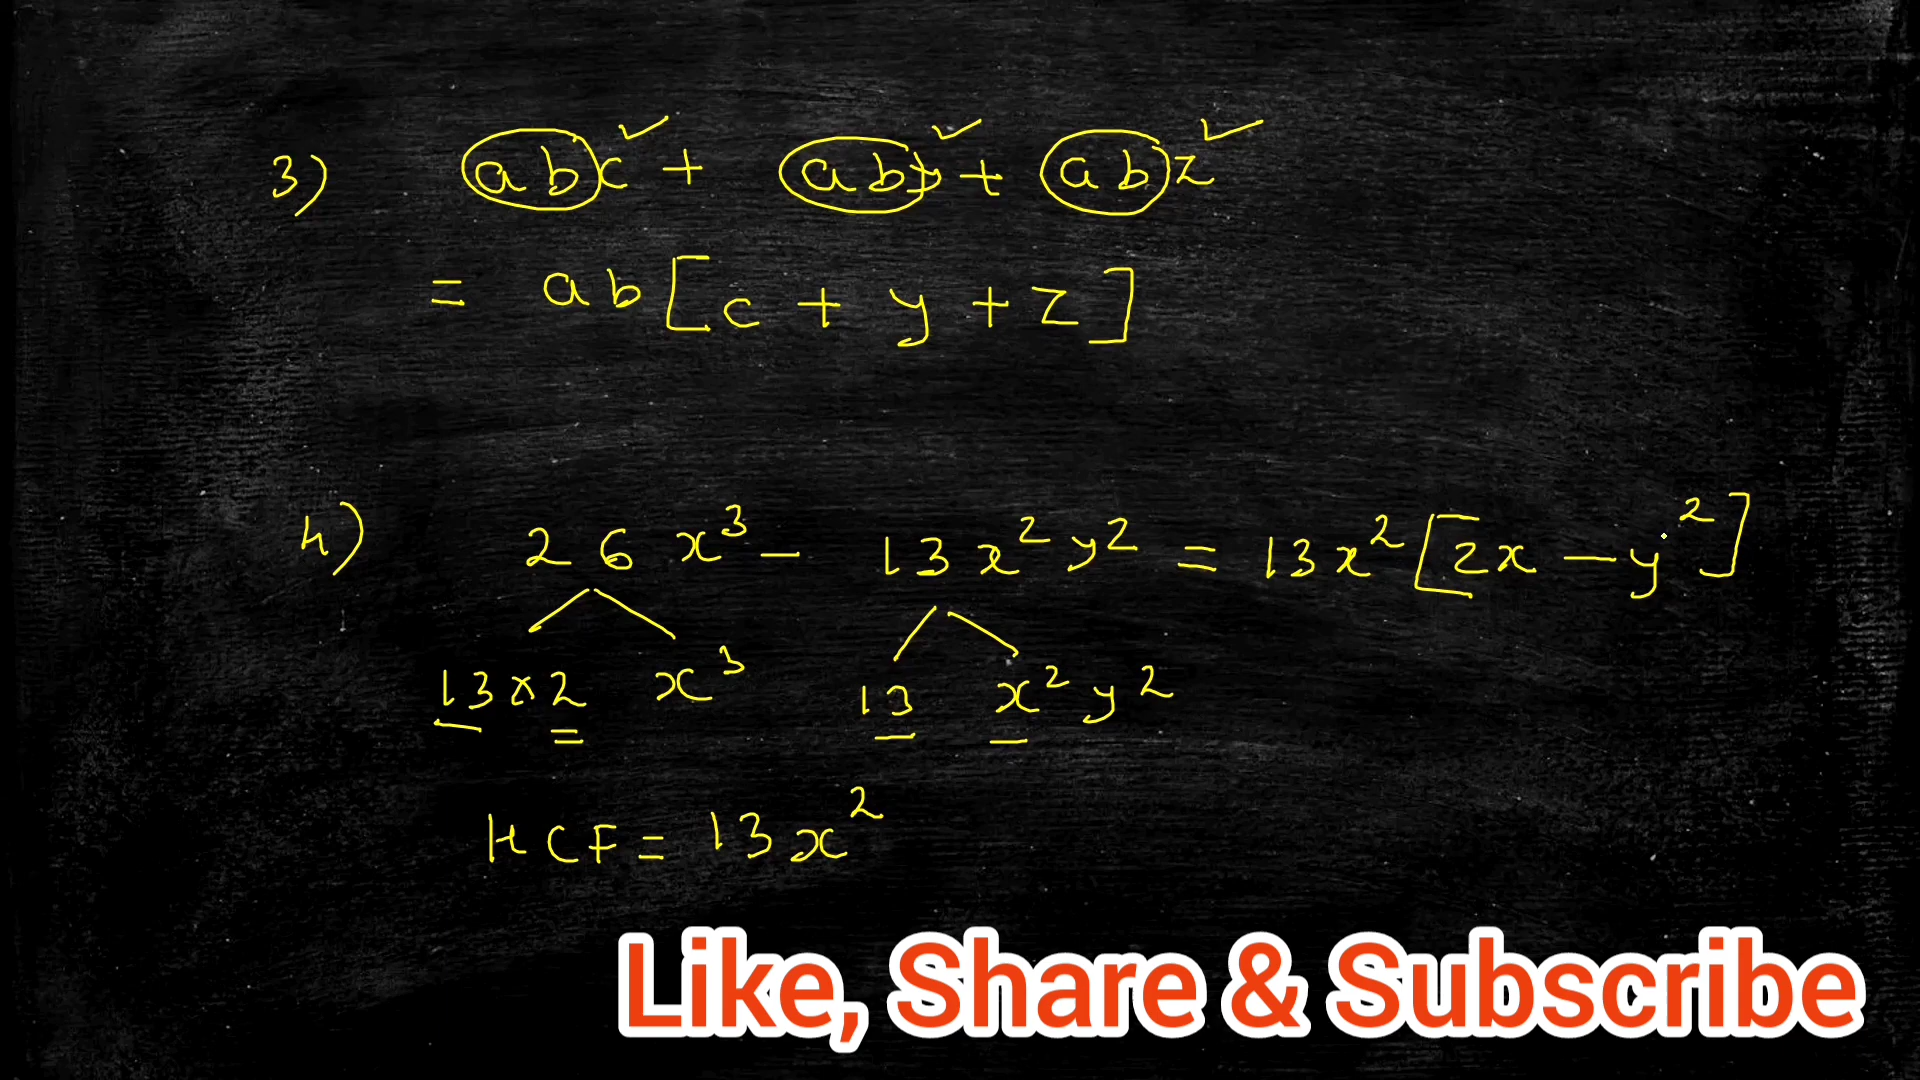 3) abc + aby + abz
= ab[c + y + z]
4) 26x³ - 13x²y² = 13x²[2x - y²]
13×2 x³ 13 x²y²
HCF = 13x²
Like, Share & Subscribe